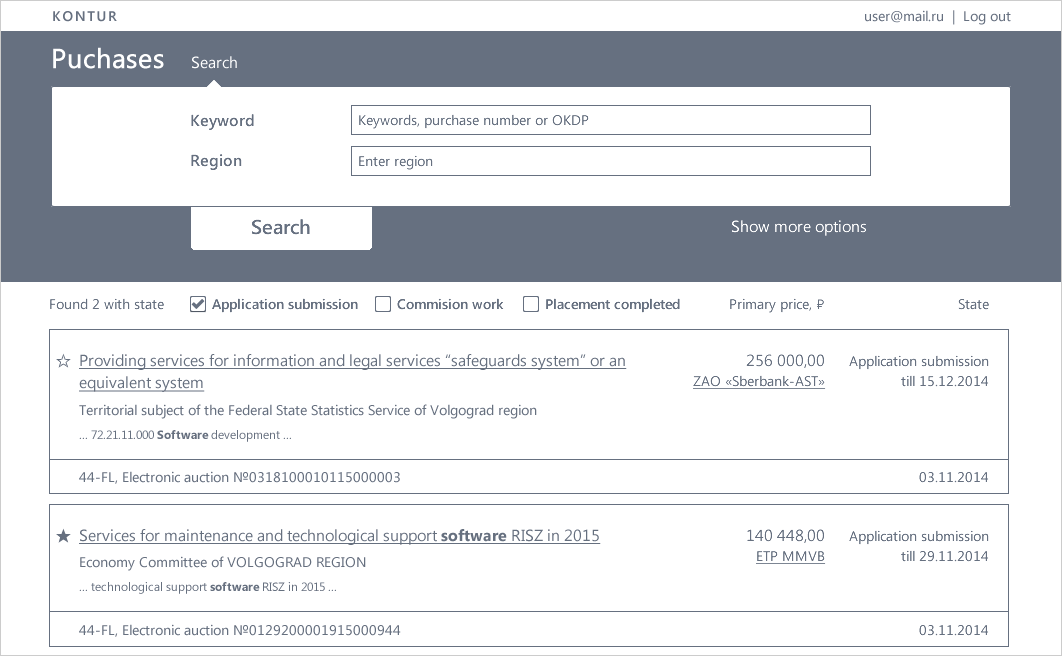 KONTUR
user@mail.ru | Log out
Puchases
Search
Keyword
Keywords, purchase number or OKDP
Region
Enter region
Search
Show more options
Found 2 with state
Application submission
Commision work
Placement completed
Primary price, ₽
State
Providing services for information and legal services “safeguards system” or an
equivalent system
256 000,00
ZAO «Sberbank-AST»
Application submission
till 15.12.2014
Territorial subject of the Federal State Statistics Service of Volgograd region
... 72.21.11.000 Software development ...
44-FL, Electronic auction №0318100010115000003
03.11.2014
Services for maintenance and technological support software RISZ in 2015
140 448,00
ETP MMVB
Application submission
till 29.11.2014
Economy Committee of VOLGOGRAD REGION
... technological support software RISZ in 2015 ...
44-FL, Electronic auction №0129200001915000944
03.11.2014